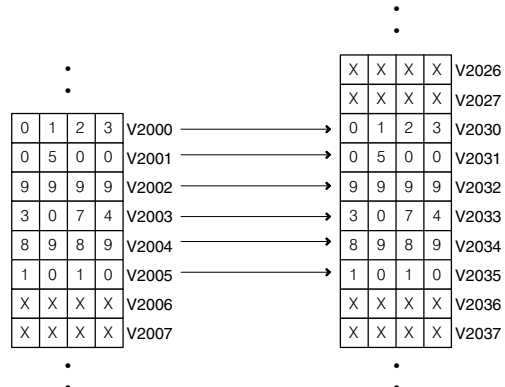 X X X X V2026
X X X X V2027
0 1 2 3 V2000 0 1 2 3 V2030
0 5 0 0 V2001 0 5 0 0 V2031
9 9 9 9 V2002 9 9 9 9 V2032
3 0 7 4 V2003 3 0 7 4 V2033
8 9 8 9 V2004 8 9 8 9 V2034
1 0 1 0 V2005 1 0 1 0 V2035
X X X X V2006 X X X X V2036
X X X X V2007 X X X X V2037